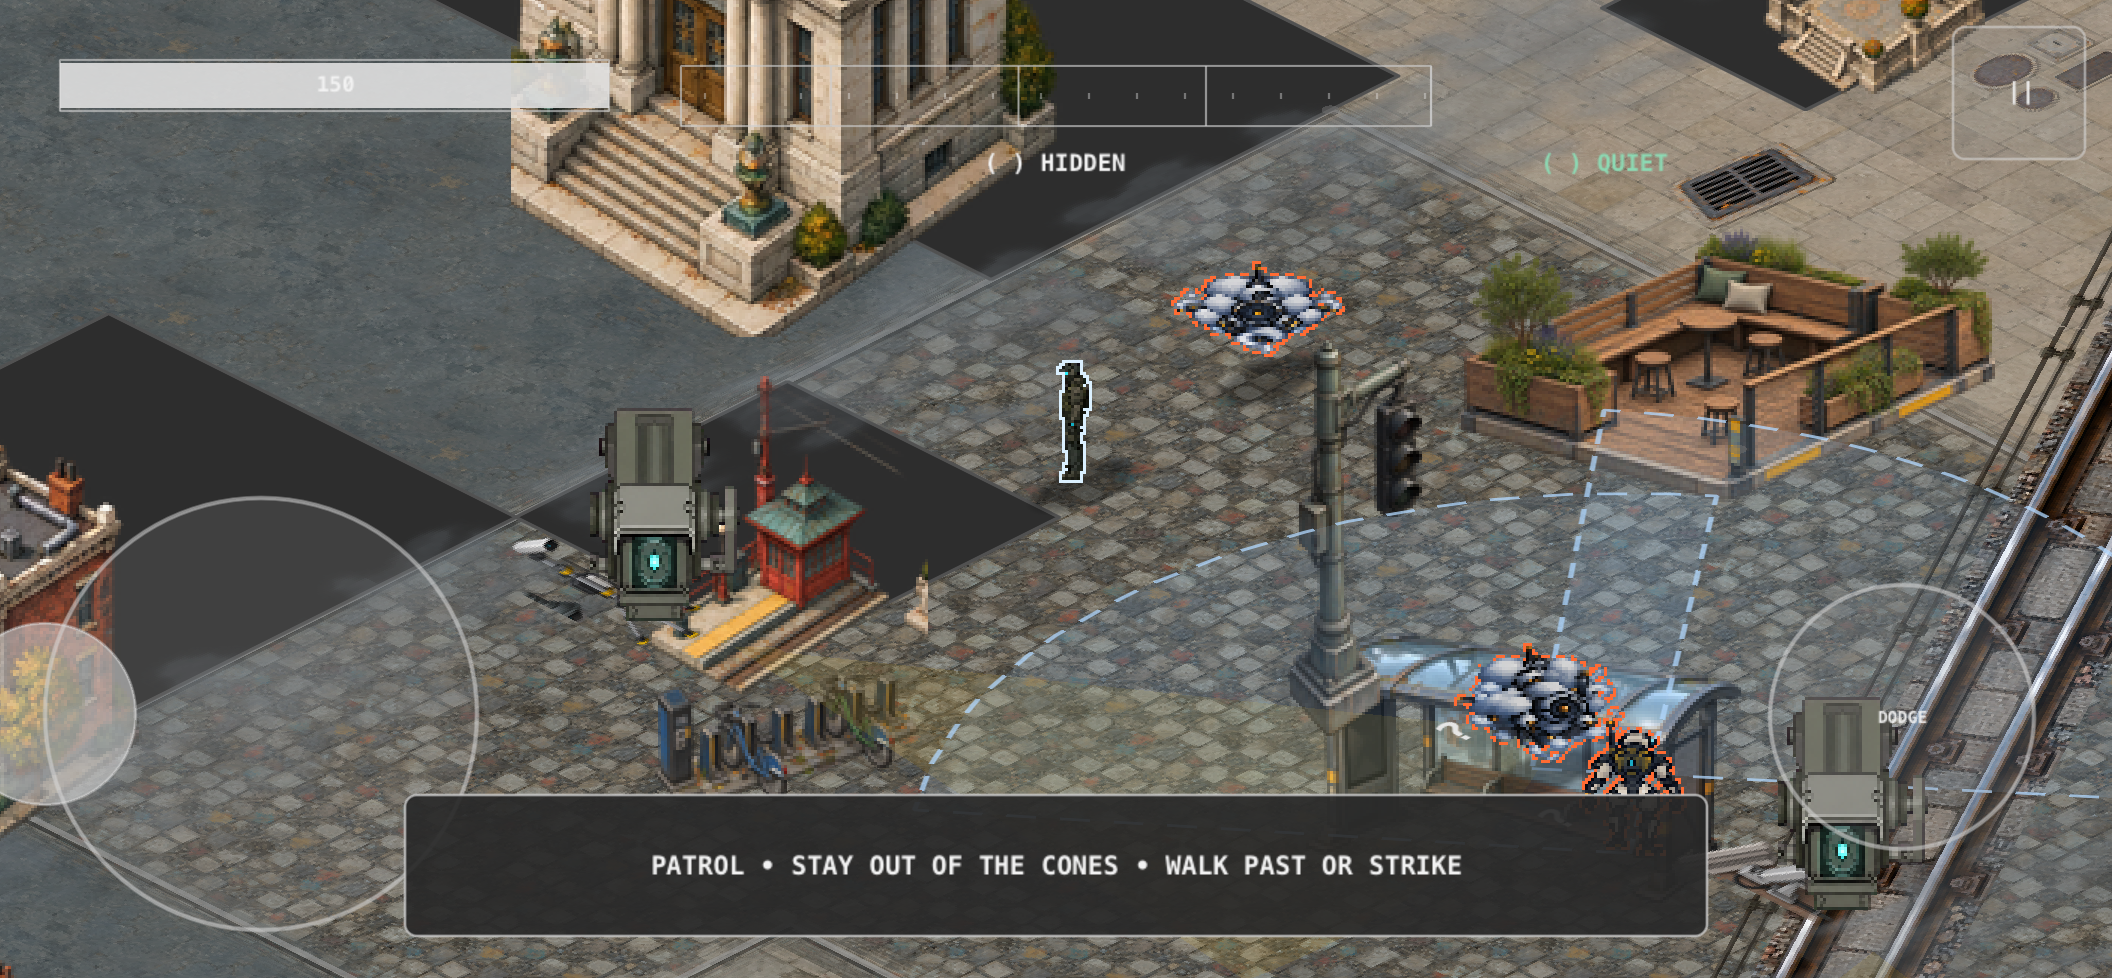 150
( ) HIDDEN
( ) QUIET
DODGE
PATROL • STAY OUT OF THE CONES • WALK PAST OR STRIKE